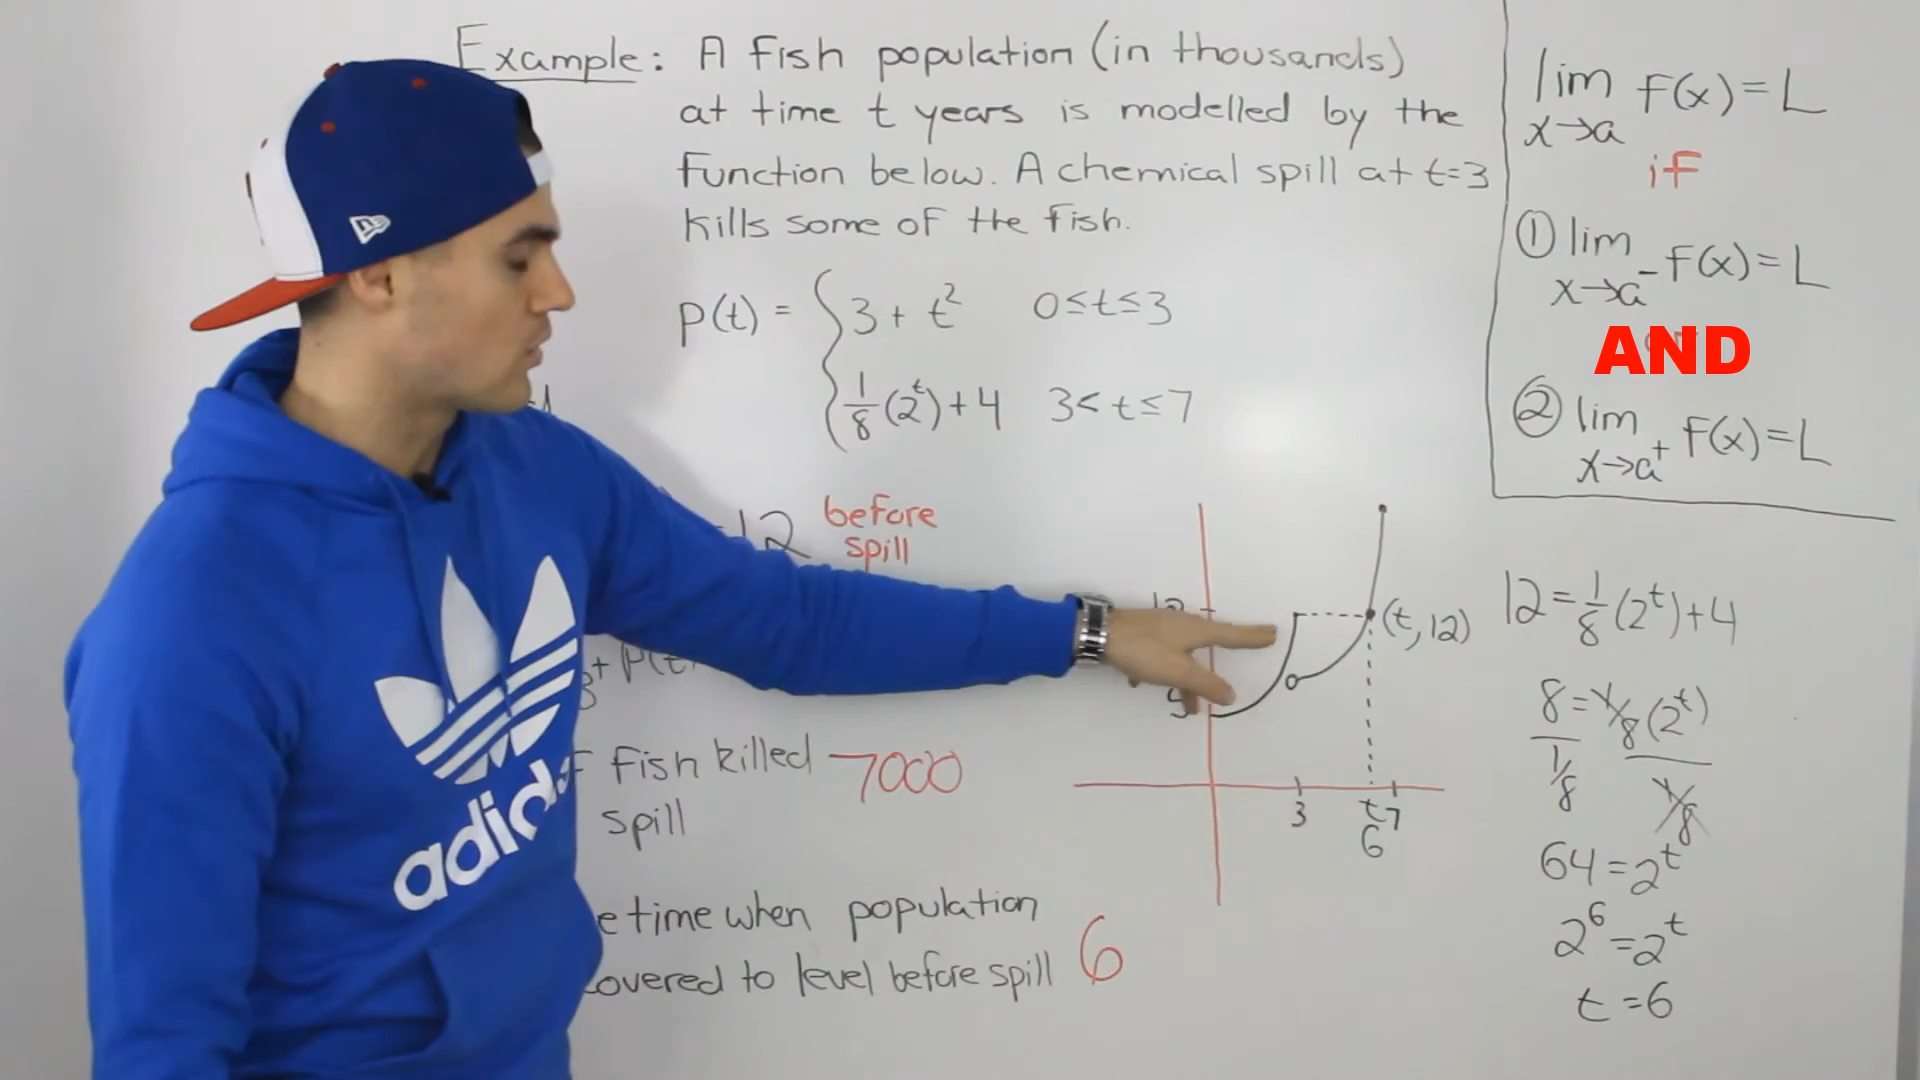 Example: A fish population (in thousands)
at time t years is modelled by the
function below. A chemical spill at t=3
kills some of the fish.
p(t) = { 3 + t² 0≤t≤3
1/8(2^t)+4 3<t≤7
=12 before
spill
fish killed 7000
spill
time when population
to level before spill 6
adidas
12
(t,12)
3 t 7
6
lim f(x)=L
x→a
if
① lim f(x)=L
x→a⁻
AND
② lim f(x)=L
x→a⁺
12=1/8(2^t)+4
8=1/8(2^t)
1/8 1/8
64=2^t
2⁶=2^t
t=6